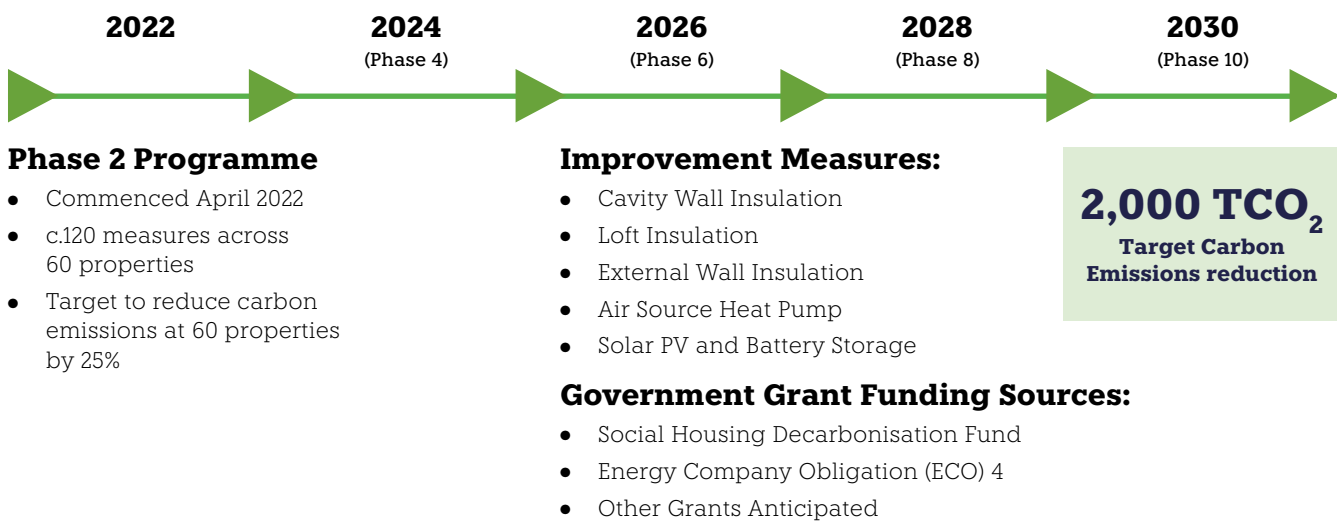 2022
2024
(Phase 4)
2026
(Phase 6)
2028
(Phase 8)
2030
(Phase 10)
Phase 2 Programme
• Commenced April 2022
• c.120 measures across
60 properties
• Target to reduce carbon
emissions at 60 properties
by 25%
Improvement Measures:
• Cavity Wall Insulation
• Loft Insulation
• External Wall Insulation
• Air Source Heat Pump
• Solar PV and Battery Storage
Government Grant Funding Sources:
• Social Housing Decarbonisation Fund
• Energy Company Obligation (ECO) 4
• Other Grants Anticipated
2,000 TCO₂
Target Carbon
Emissions reduction